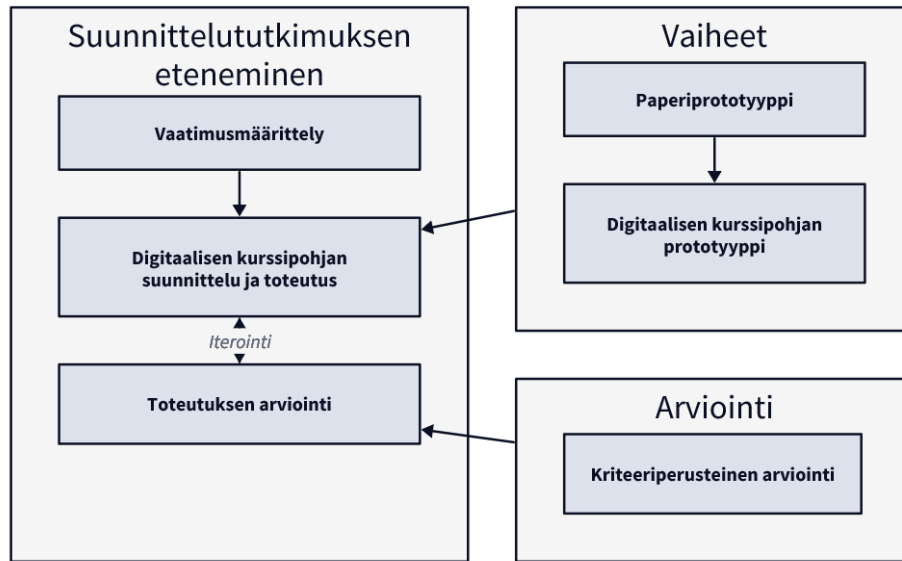 Suunnittelututkimuksen
eteneminen
Vaatimusmäärittely
Digitaalisen kurssipohjan
suunnittelu ja toteutus
Iterointi
Toteutuksen arviointi
Vaiheet
Paperiprototyyppi
Digitaalisen kurssipohjan
prototyyppi
Arviointi
Kriteeriperusteinen arviointi